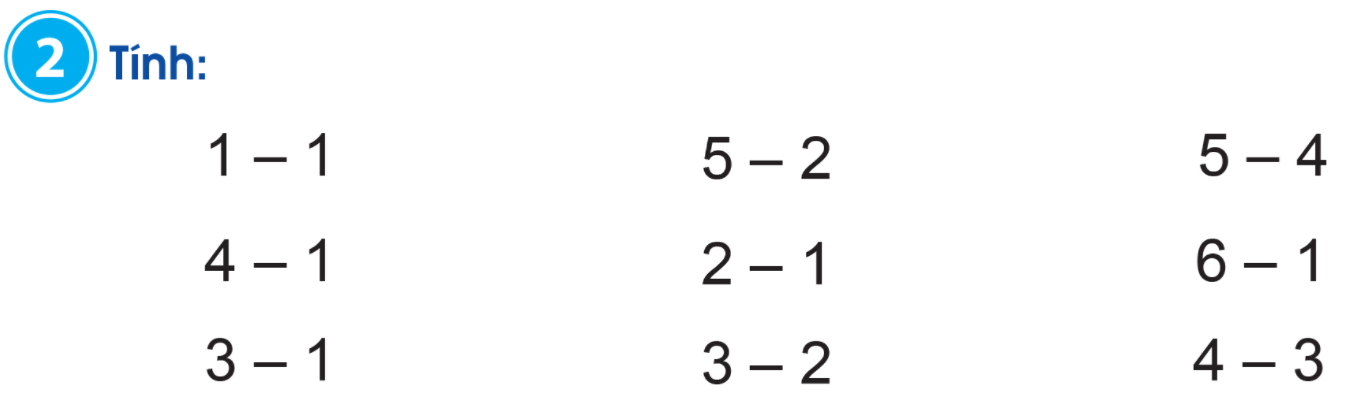 2 Tính:
1 – 1 5 – 2 5 – 4
4 – 1 2 – 1 6 – 1
3 – 1 3 – 2 4 – 3